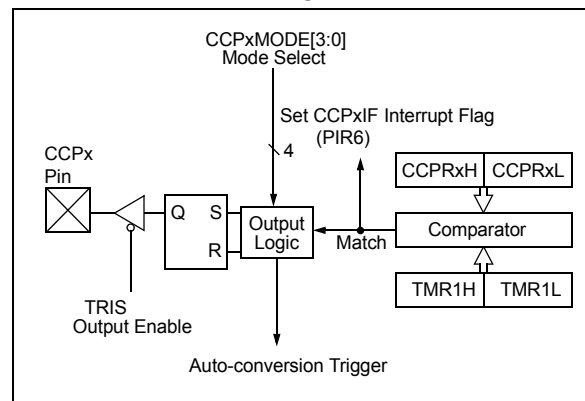 CCPxMODE[3:0]
Mode Select
Set CCPxIF Interrupt Flag
(PIR6)
4
CCPx
Pin
CCPRxH CCPRxL
Q S
R
Output
Logic
Match
Comparator
TMR1H TMR1L
TRIS
Output Enable
Auto-conversion Trigger